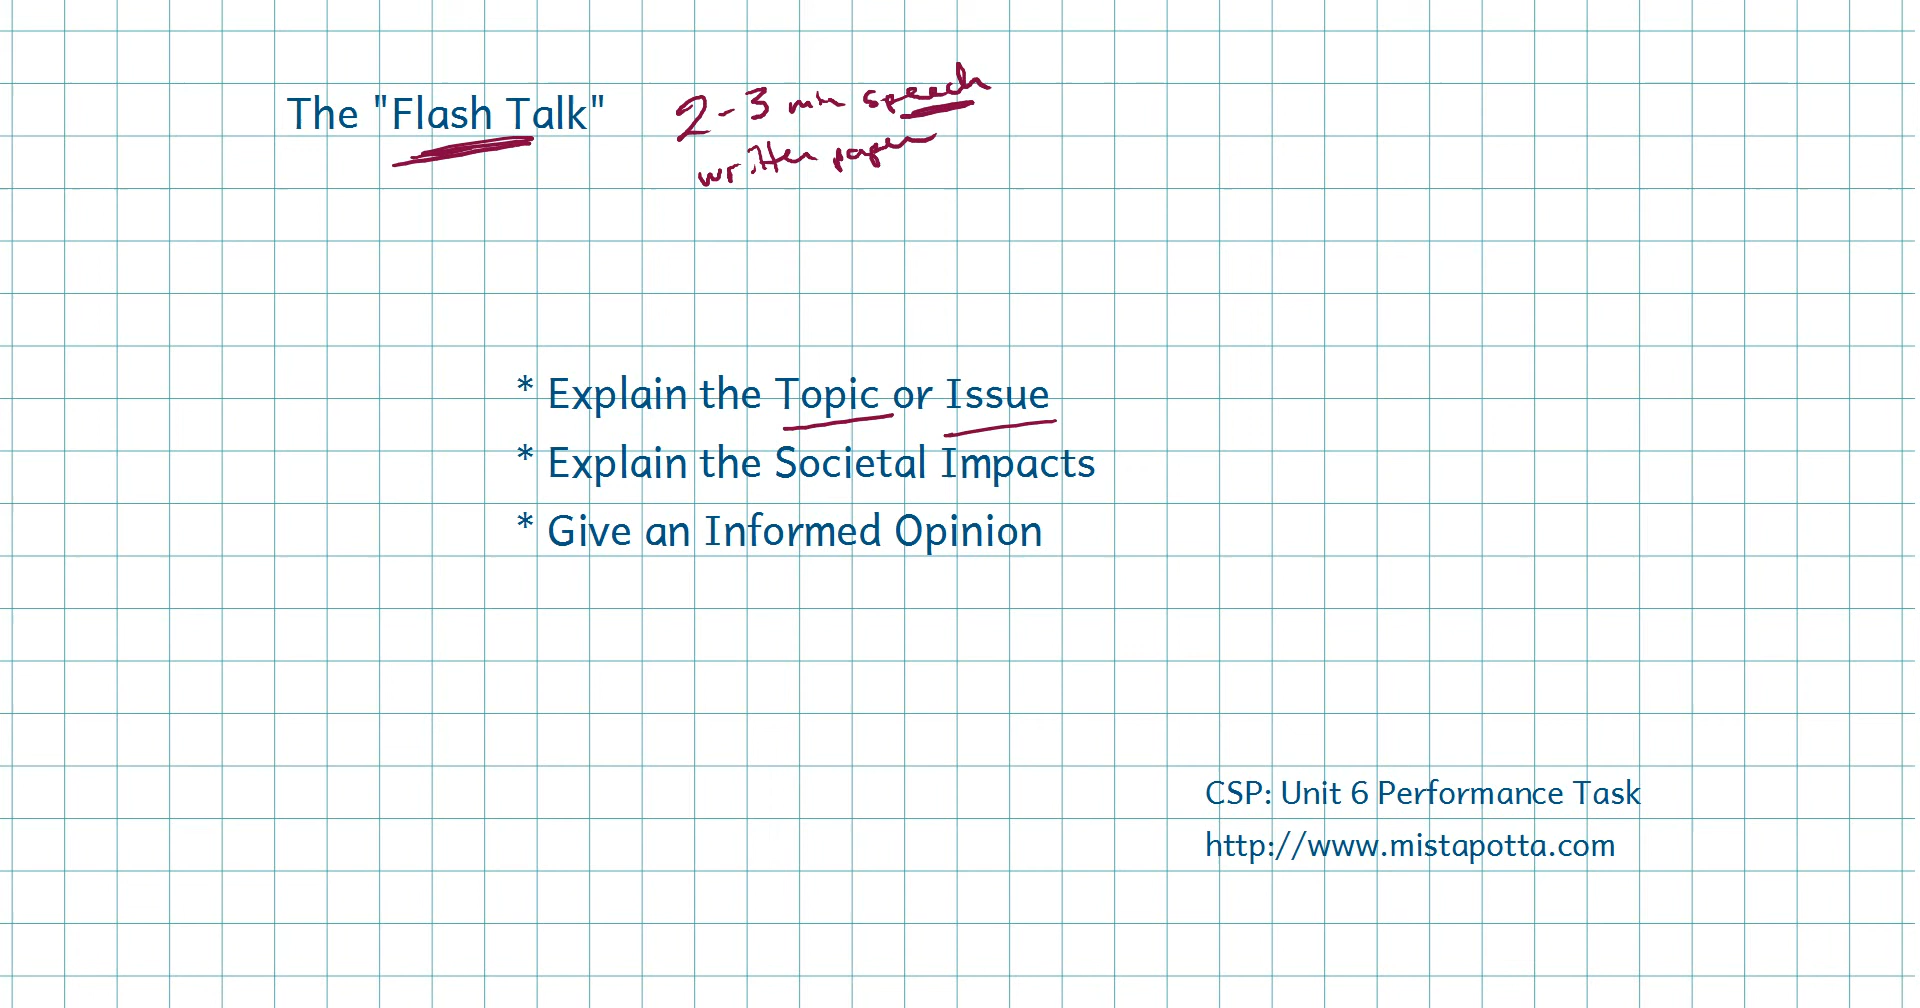 The "Flash Talk"
2-3 min speech
written paper
* Explain the Topic or Issue
* Explain the Societal Impacts
* Give an Informed Opinion
CSP: Unit 6 Performance Task
http://www.mistapotta.com